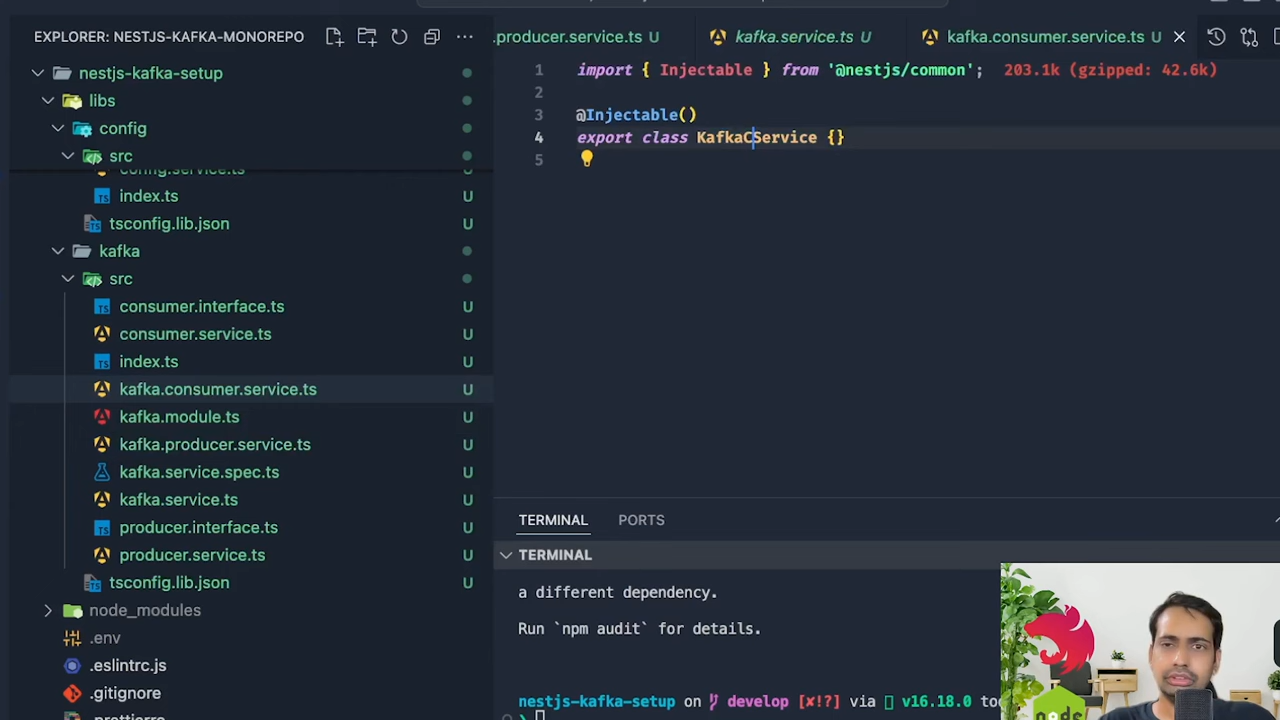 EXPLORER: NESTJS-KAFKA-MONOREPO
nestjs-kafka-setup
libs
config
src
config.service.ts
index.ts U
tsconfig.lib.json U
kafka
src
consumer.interface.ts U
consumer.service.ts U
index.ts U
kafka.consumer.service.ts U
kafka.module.ts U
kafka.producer.service.ts U
kafka.service.spec.ts U
kafka.service.ts U
producer.interface.ts U
producer.service.ts U
tsconfig.lib.json U
node_modules
.env
.eslintrc.js
.gitignore
.producer.service.ts U
kafka.service.ts U
kafka.consumer.service.ts U
1 import { Injectable } from '@nestjs/common'; 203.1k (gzipped: 42.6k)
2
3 @Injectable()
4 export class KafkaCService {}
5
TERMINAL PORTS
TERMINAL
a different dependency.
Run `npm audit` for details.
nestjs-kafka-setup on develop [✘!?] via v16.18.0 too